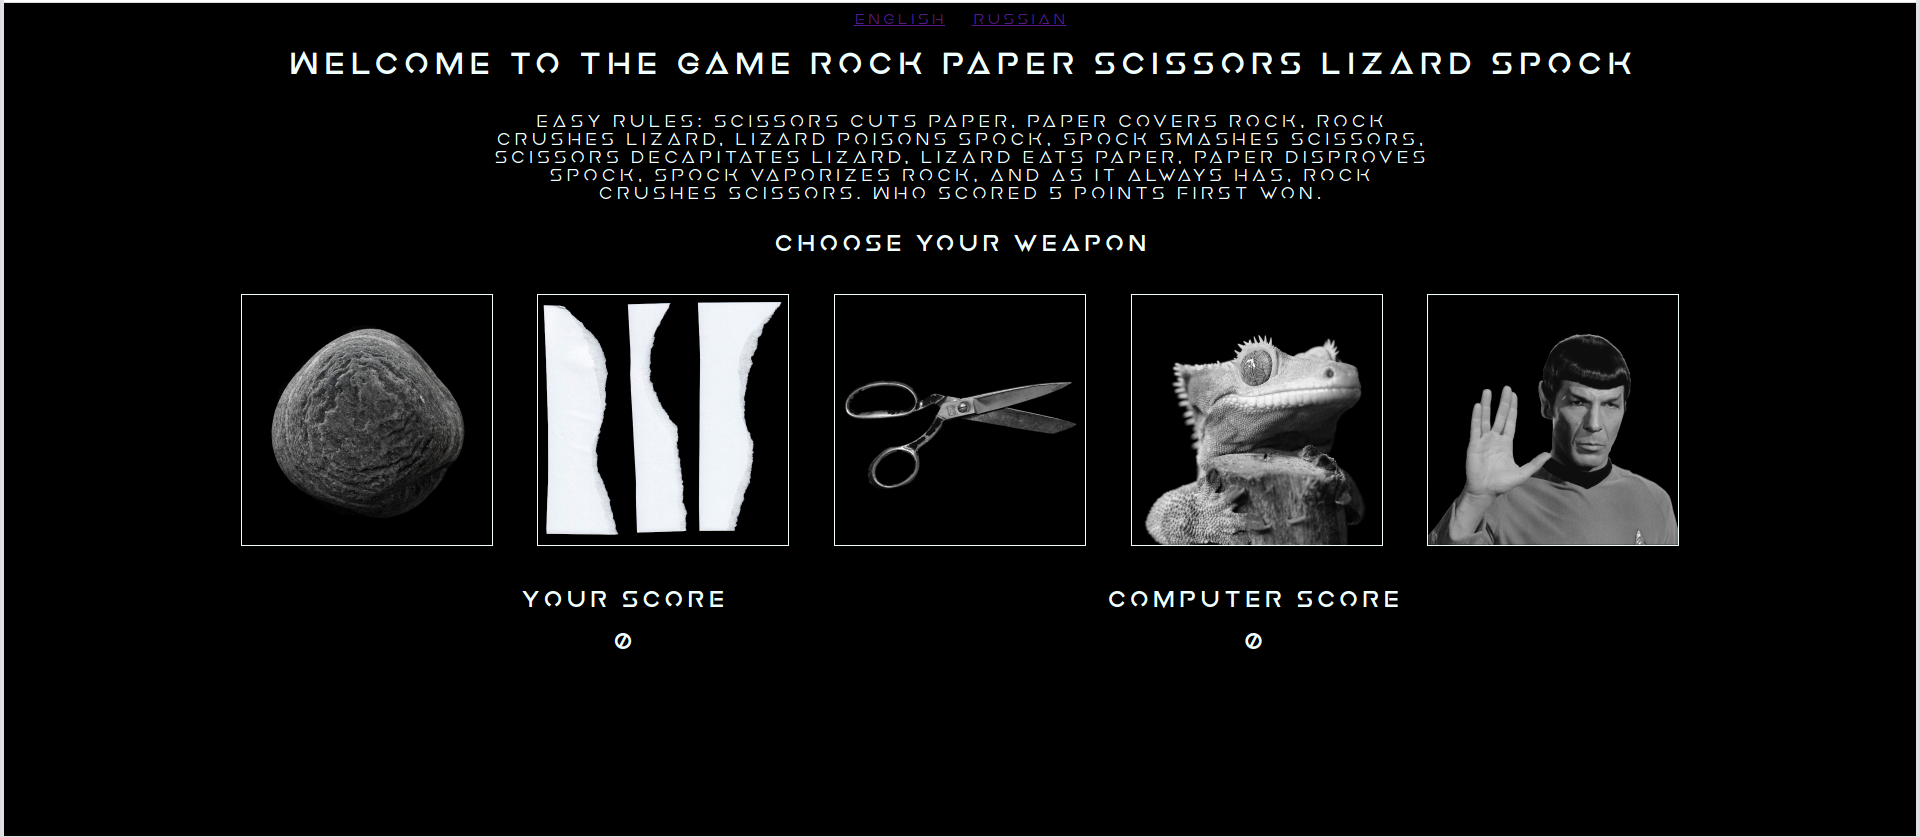 ENGLISH RUSSIAN
WELCOME TO THE GAME ROCK PAPER SCISSORS LIZARD SPOCK
EASY RULES: SCISSORS CUTS PAPER, PAPER COVERS ROCK, ROCK
CRUSHES LIZARD, LIZARD POISONS SPOCK, SPOCK SMASHES SCISSORS,
SCISSORS DECAPITATES LIZARD, LIZARD EATS PAPER, PAPER DISPROVES
SPOCK, SPOCK VAPORIZES ROCK, AND AS IT ALWAYS HAS, ROCK
CRUSHES SCISSORS. WHO SCORED 5 POINTS FIRST WON.
CHOOSE YOUR WEAPON
YOUR SCORE COMPUTER SCORE
0 0